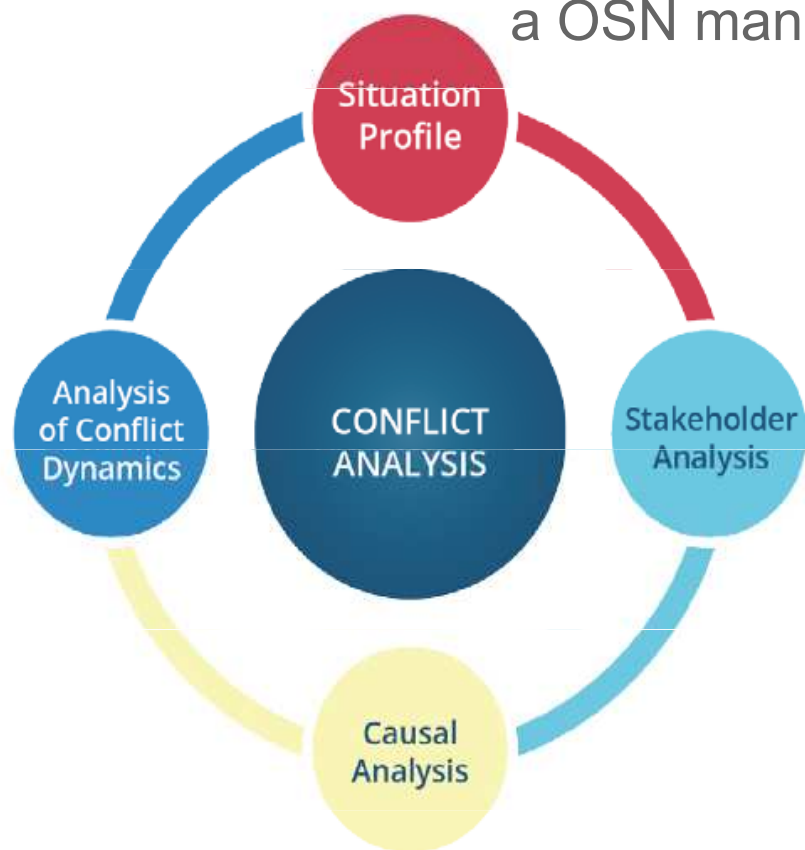 a OSN man
Situation
Profile
Analysis
of Conflict
Dynamics
CONFLICT
ANALYSIS
Stakeholder
Analysis
Causal
Analysis